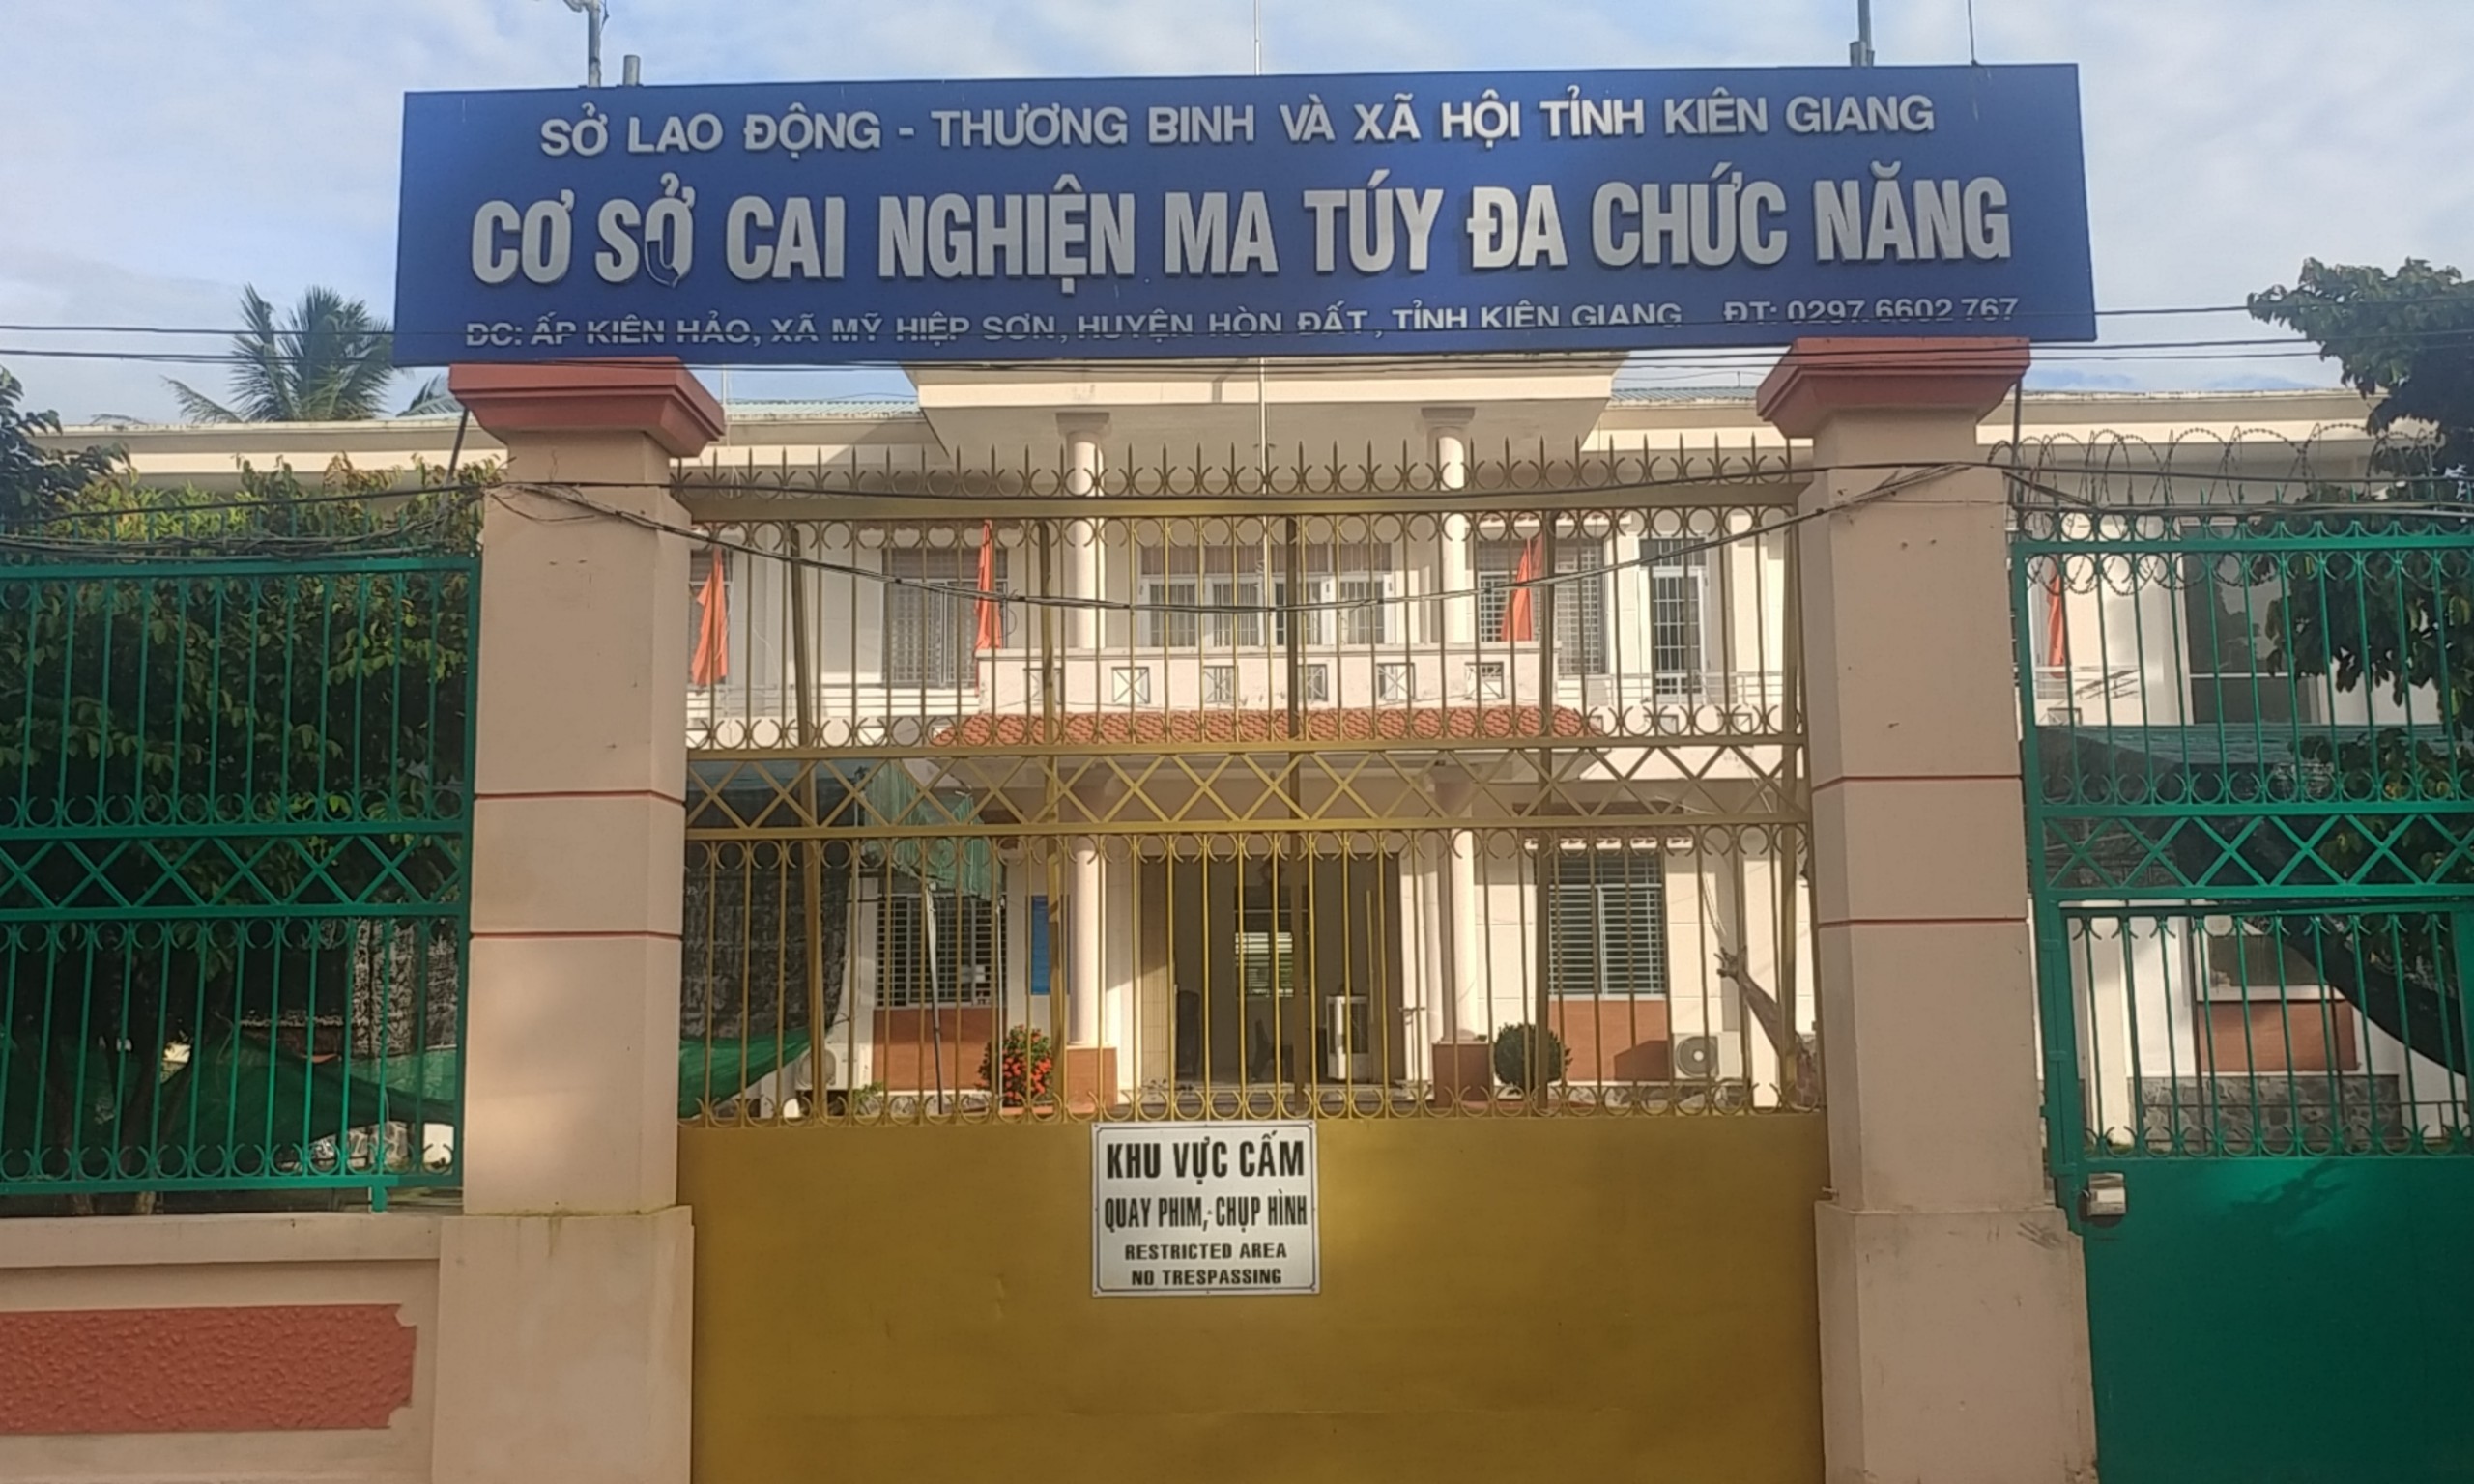 SỞ LAO ĐỘNG - THƯƠNG BINH VÀ XÃ HỘI TỈNH KIÊN GIANG
CƠ SỞ CAI NGHIỆN MA TÚY ĐA CHỨC NĂNG
ĐC: ẤP KIÊN HẢO, XÃ MỸ HIỆP SƠN, HUYỆN HÒN ĐẤT, TỈNH KIÊN GIANG ĐT: 0297.6602 767
KHU VỰC CẤM
QUAY PHIM, CHỤP HÌNH
RESTRICTED AREA
NO TRESPASSING